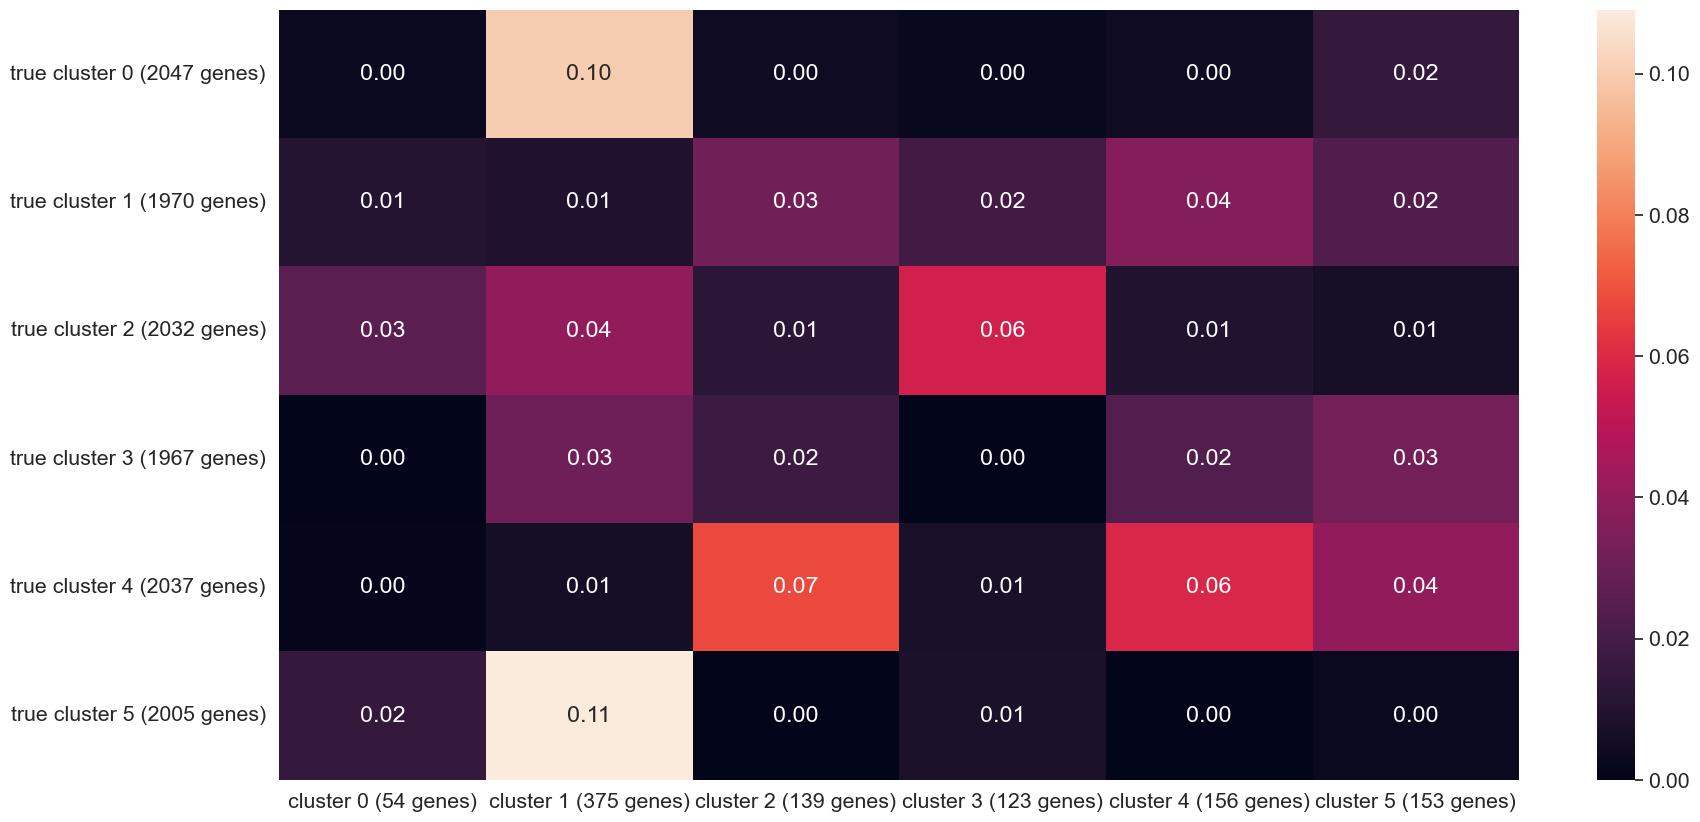 true cluster 0 (2047 genes) 0.00 0.10 0.00 0.00 0.00 0.02
true cluster 1 (1970 genes) 0.01 0.01 0.03 0.02 0.04 0.02
true cluster 2 (2032 genes) 0.03 0.04 0.01 0.06 0.01 0.01
true cluster 3 (1967 genes) 0.00 0.03 0.02 0.00 0.02 0.03
true cluster 4 (2037 genes) 0.00 0.01 0.07 0.01 0.06 0.04
true cluster 5 (2005 genes) 0.02 0.11 0.00 0.01 0.00 0.00
cluster 0 (54 genes) cluster 1 (375 genes) cluster 2 (139 genes) cluster 3 (123 genes) cluster 4 (156 genes) cluster 5 (153 genes)
0.10
0.08
0.06
0.04
0.02
0.00